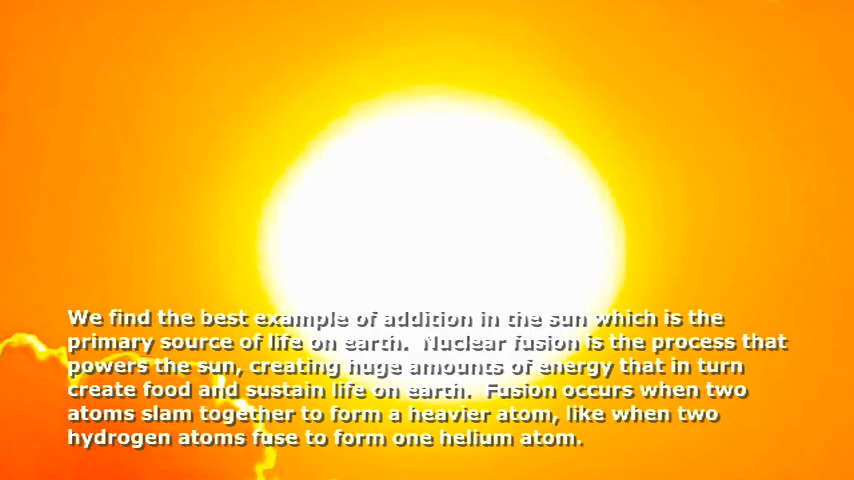 We find the best example of addition in the sun which is the
primary source of life on earth.  Nuclear fusion is the process that
powers the sun, creating huge amounts of energy that in turn
create food and sustain life on earth.  Fusion occurs when two
atoms slam together to form a heavier atom, like when two
hydrogen atoms fuse to form one helium atom.